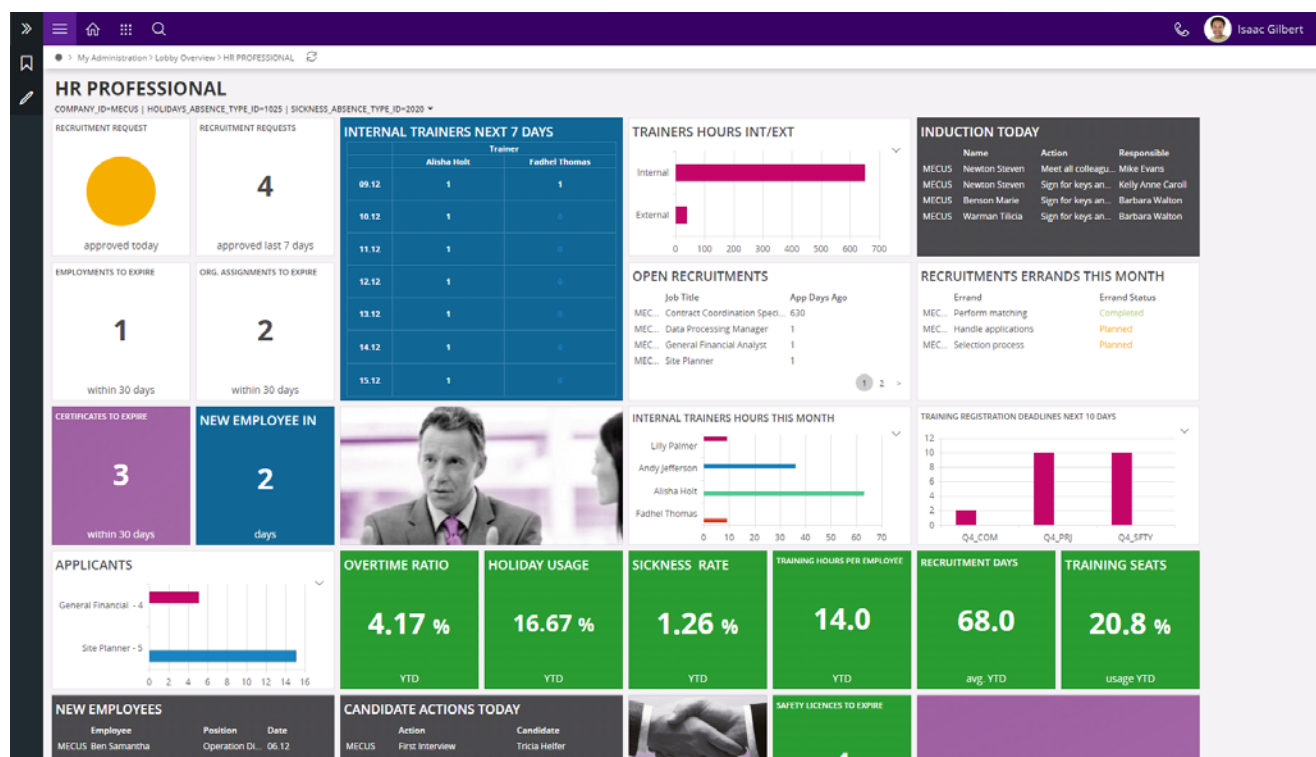 Isaac Gilbert
> My Administration > Lobby Overview > HR PROFESSIONAL
HR PROFESSIONAL
COMPANY_ID=MECUS | HOLIDAYS_ABSENCE_TYPE_ID=1025 | SICKNESS_ABSENCE_TYPE_ID=2020
RECRUITMENT REQUEST
approved today
RECRUITMENT REQUESTS
4
approved last 7 days
INTERNAL TRAINERS NEXT 7 DAYS
Trainer
Alisha Holt Fadhel Thomas
09.12 1 1
10.12 1 0
11.12 1 0
12.12 1 0
13.12 1 0
14.12 1 0
15.12 1 0
TRAINERS HOURS INT/EXT
Internal
External
0 100 200 300 400 500 600 700
INDUCTION TODAY
Name Action Responsible
MECUS Newton Steven Meet all colleagu... Mike Evans
MECUS Newton Steven Sign for keys an... Kelly Anne Caroll
MECUS Benson Marie Sign for keys an... Barbara Walton
MECUS Warman Tilicia Sign for keys an... Barbara Walton
EMPLOYMENTS TO EXPIRE
1
within 30 days
ORG. ASSIGNMENTS TO EXPIRE
2
within 30 days
OPEN RECRUITMENTS
Job Title App Days Ago
MEC... Contract Coordination Speci... 630
MEC... Data Processing Manager 1
MEC... General Financial Analyst 1
MEC... Site Planner 1
1 2 >
RECRUITMENTS ERRANDS THIS MONTH
Errand Errand Status
MEC... Perform matching Completed
MEC... Handle applications Planned
MEC... Selection process Planned
CERTIFICATES TO EXPIRE
3
within 30 days
NEW EMPLOYEE IN
2
days
INTERNAL TRAINERS HOURS THIS MONTH
Lilly Palmer
Andy Jefferson
Alisha Holt
Fadhel Thomas
0 10 20 30 40 50 60 70
TRAINING REGISTRATION DEADLINES NEXT 10 DAYS
12
10
8
6
4
2
0
Q4_COM Q4_PRJ Q4_SFTY
APPLICANTS
General Financial - 4
Site Planner - 5
0 2 4 6 8 10 12 14 16
OVERTIME RATIO
4.17 %
YTD
HOLIDAY USAGE
16.67 %
YTD
SICKNESS RATE
1.26 %
YTD
TRAINING HOURS PER EMPLOYEE
14.0
YTD
RECRUITMENT DAYS
68.0
avg. YTD
TRAINING SEATS
20.8 %
usage YTD
NEW EMPLOYEES
Employee Position Date
MECUS Ben Samantha Operation Di... 06.12
CANDIDATE ACTIONS TODAY
Action Candidate
MECUS First Interview Tricia Helfer
SAFETY LICENCES TO EXPIRE